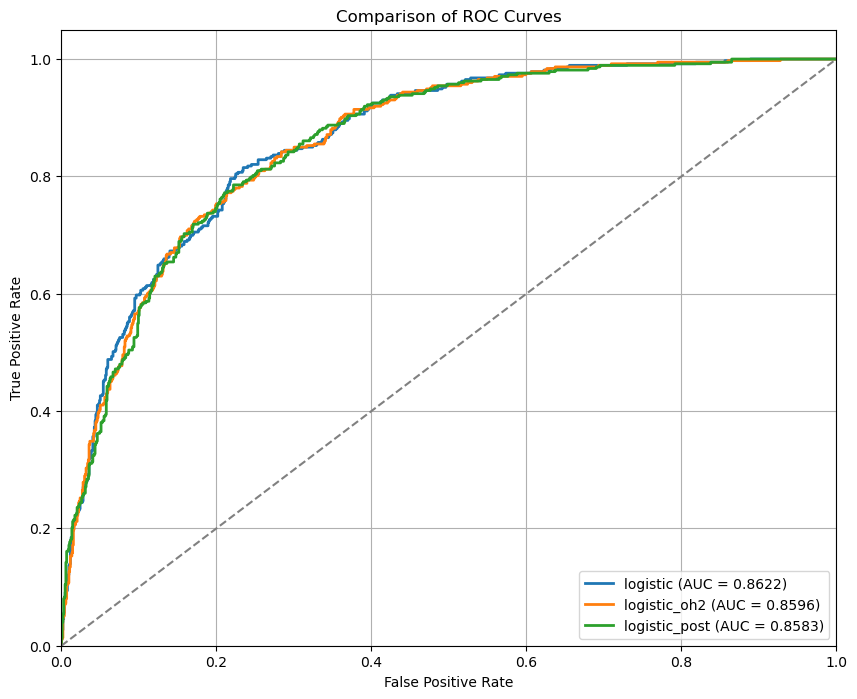 Comparison of ROC Curves
1.0
0.8
0.6
0.4
0.2
0.0
True Positive Rate
logistic (AUC = 0.8622)
logistic_oh2 (AUC = 0.8596)
logistic_post (AUC = 0.8583)
0.0 0.2 0.4 0.6 0.8 1.0
False Positive Rate